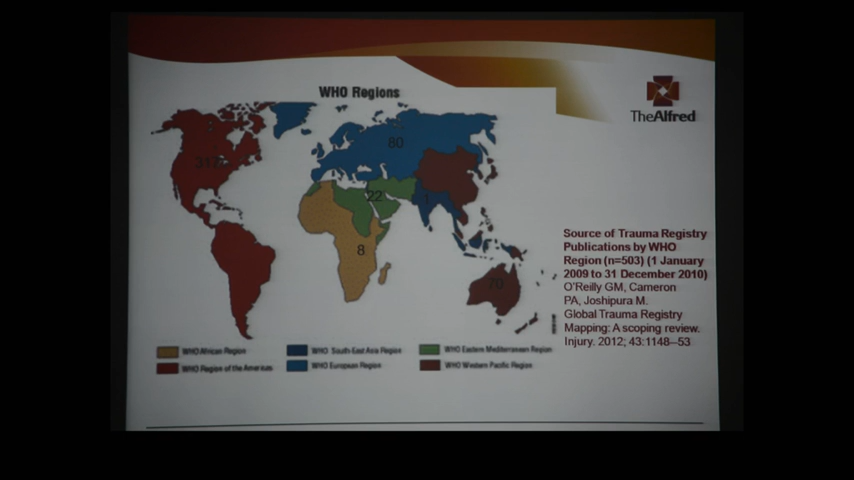 WHO Regions
TheAlfred
80
22
1
8
70
Source of Trauma Registry
Publications by WHO
Region (n=503) (1 January
2009 to 31 December 2010)
O'Reilly GM, Cameron
PA, Joshipura M.
Global Trauma Registry
Mapping: A scoping review.
Injury. 2012; 43:1148--53
WHO African Region
WHO South-East Asia Region
WHO Eastern Mediterranean Region
WHO Region of the Americas
WHO European Region
WHO Western Pacific Region